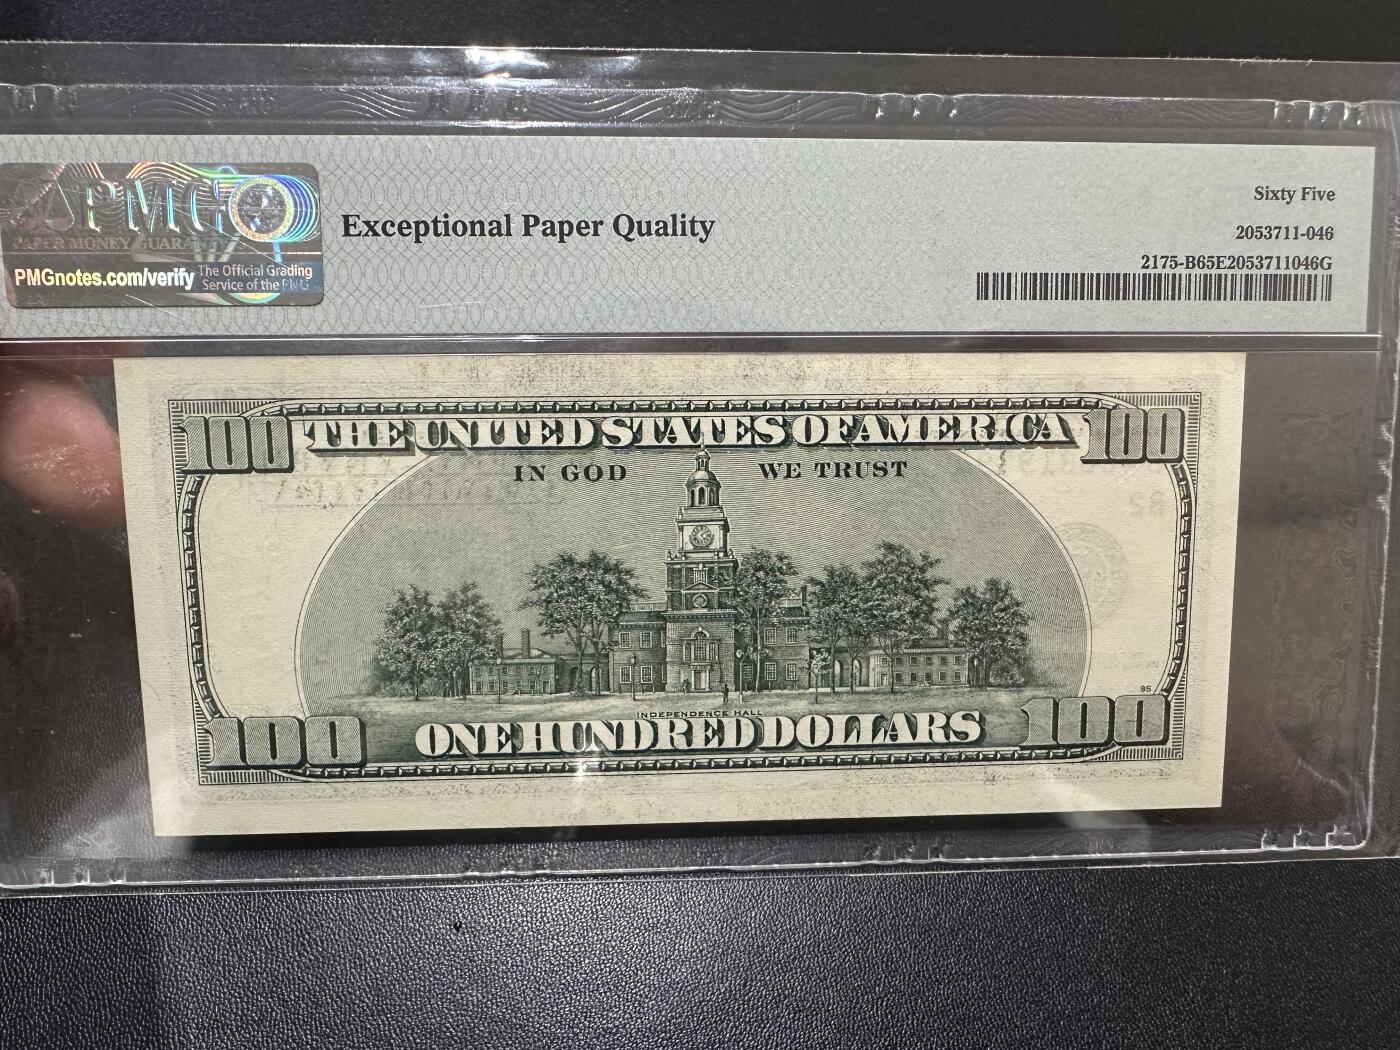 PMG
PAPER MONEY GUARANTY
PMGnotes.com/verify
The Official Grading
Service of the PNG
Exceptional Paper Quality
Sixty Five
2053711-046
2175-B65E2053711046G
100 THE UNITED STATES OF AMERICA 100
IN GOD WE TRUST
95
INDEPENDENCE HALL
100 ONE HUNDRED DOLLARS 100